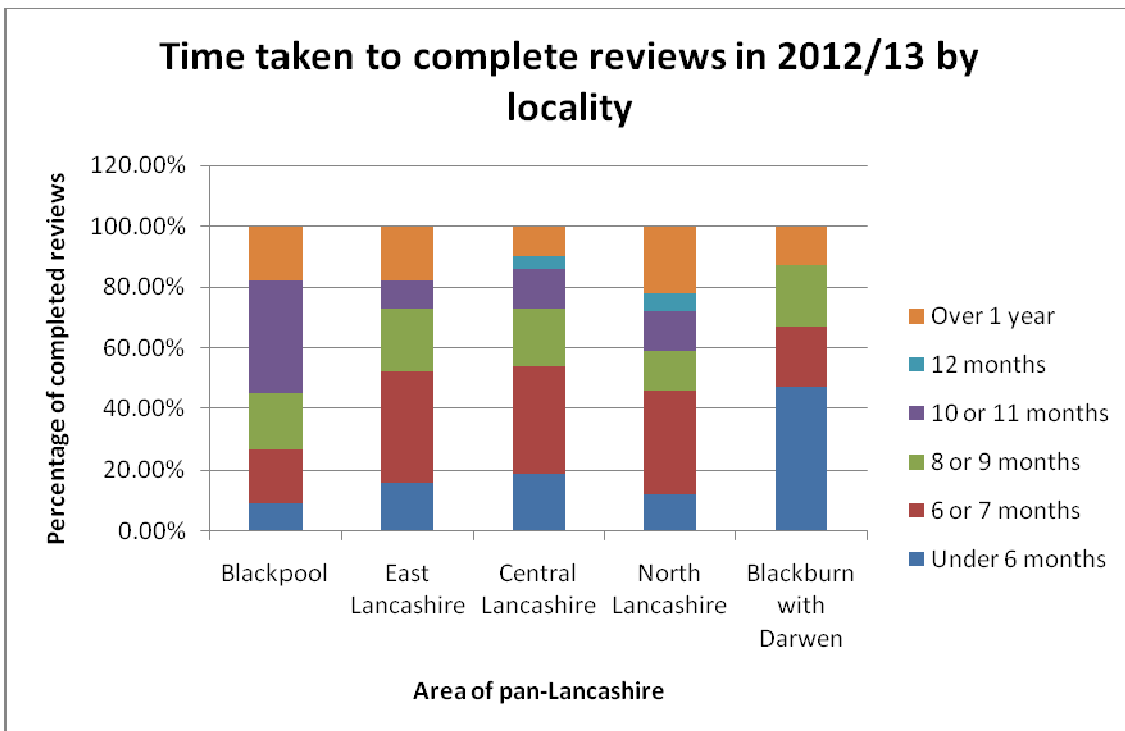 Time taken to complete reviews in 2012/13 by
locality
Percentage of completed reviews
120.00%
100.00%
80.00%
60.00%
40.00%
20.00%
0.00%
Blackpool
East
Lancashire
Central
Lancashire
North
Lancashire
Blackburn
with
Darwen
Area of pan-Lancashire
Over 1 year
12 months
10 or 11 months
8 or 9 months
6 or 7 months
Under 6 months